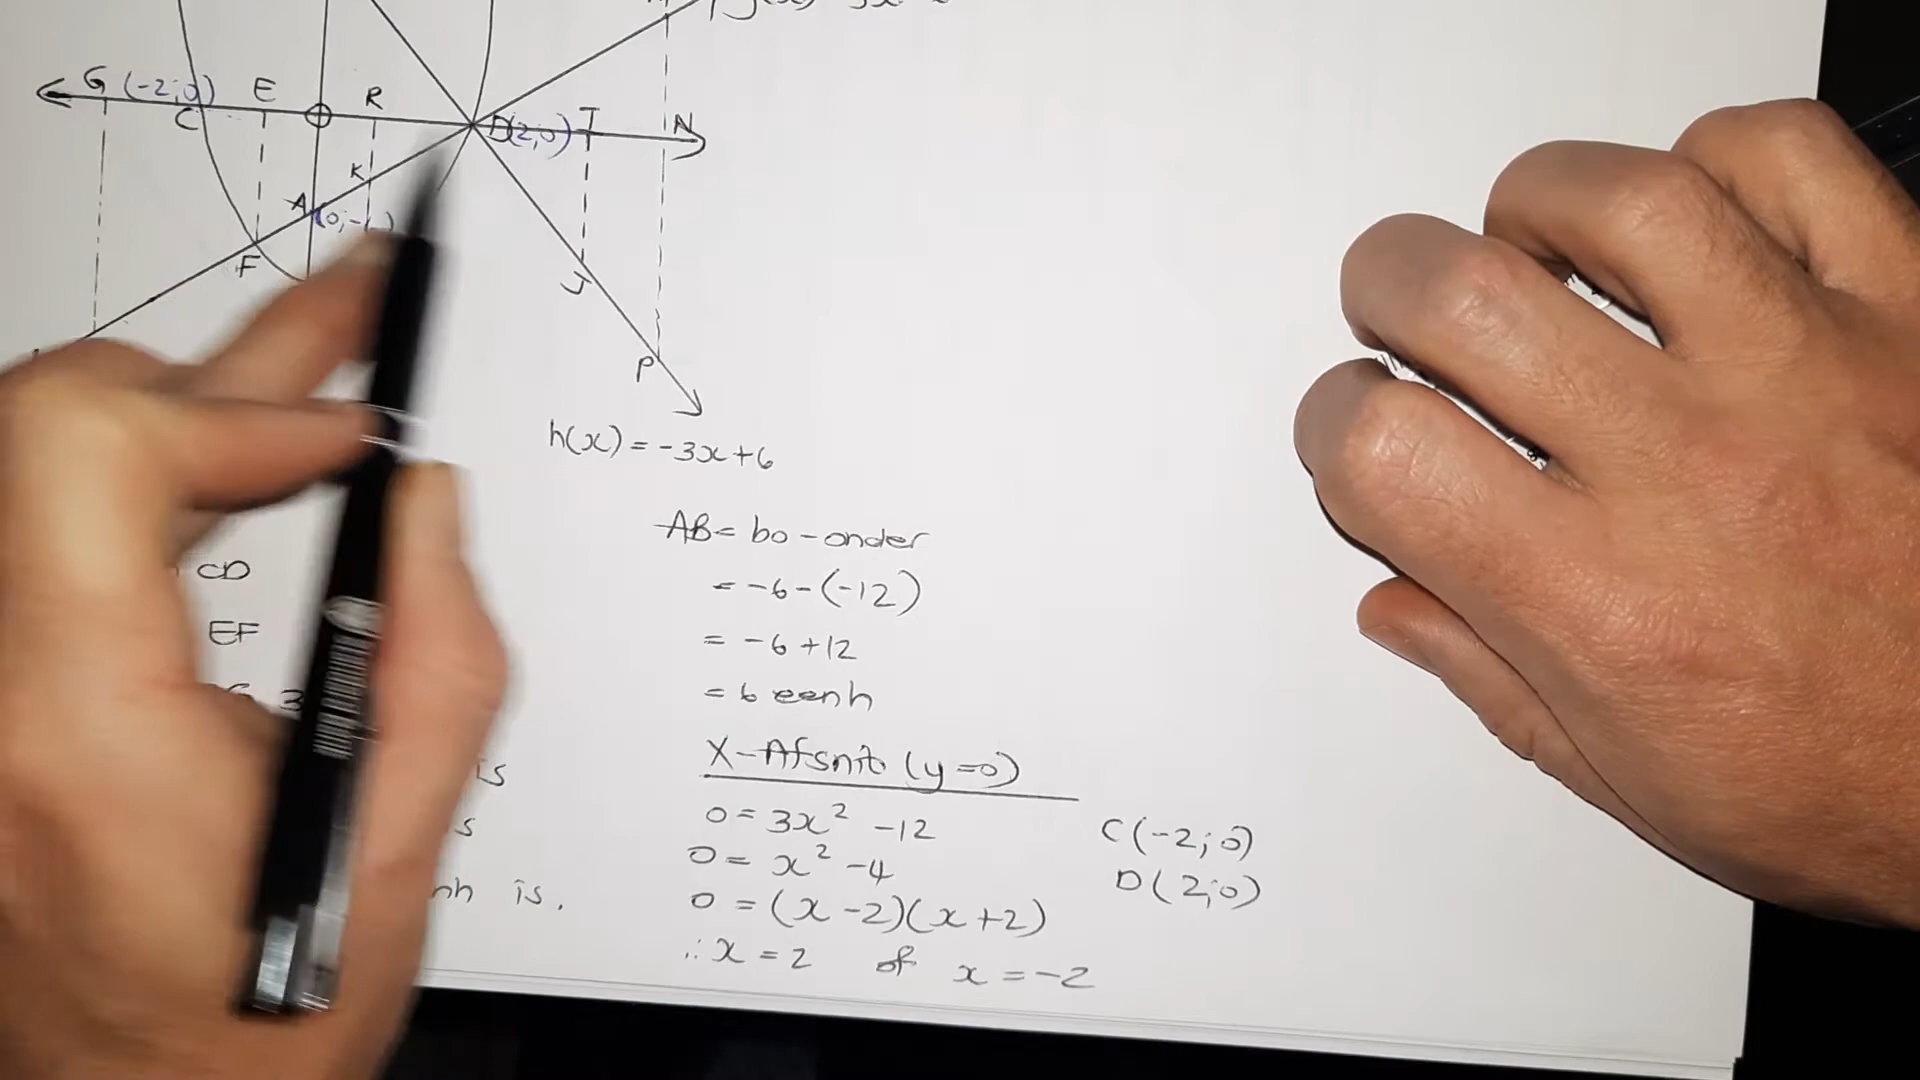 G (-2;0) E R
C D(2;0) T N
K
A (0;-
F
J
P
h(x) = -3x+6
AB = bo - onder
= -6-(-12)
= -6+12
= 6 eenh
CD
EF
is
X-Afsnit (y=0)
0 = 3x² -12
0 = x² -4
0 = (x-2)(x+2)
∴ x = 2 of x = -2
C(-2;0)
D(2;0)
is.